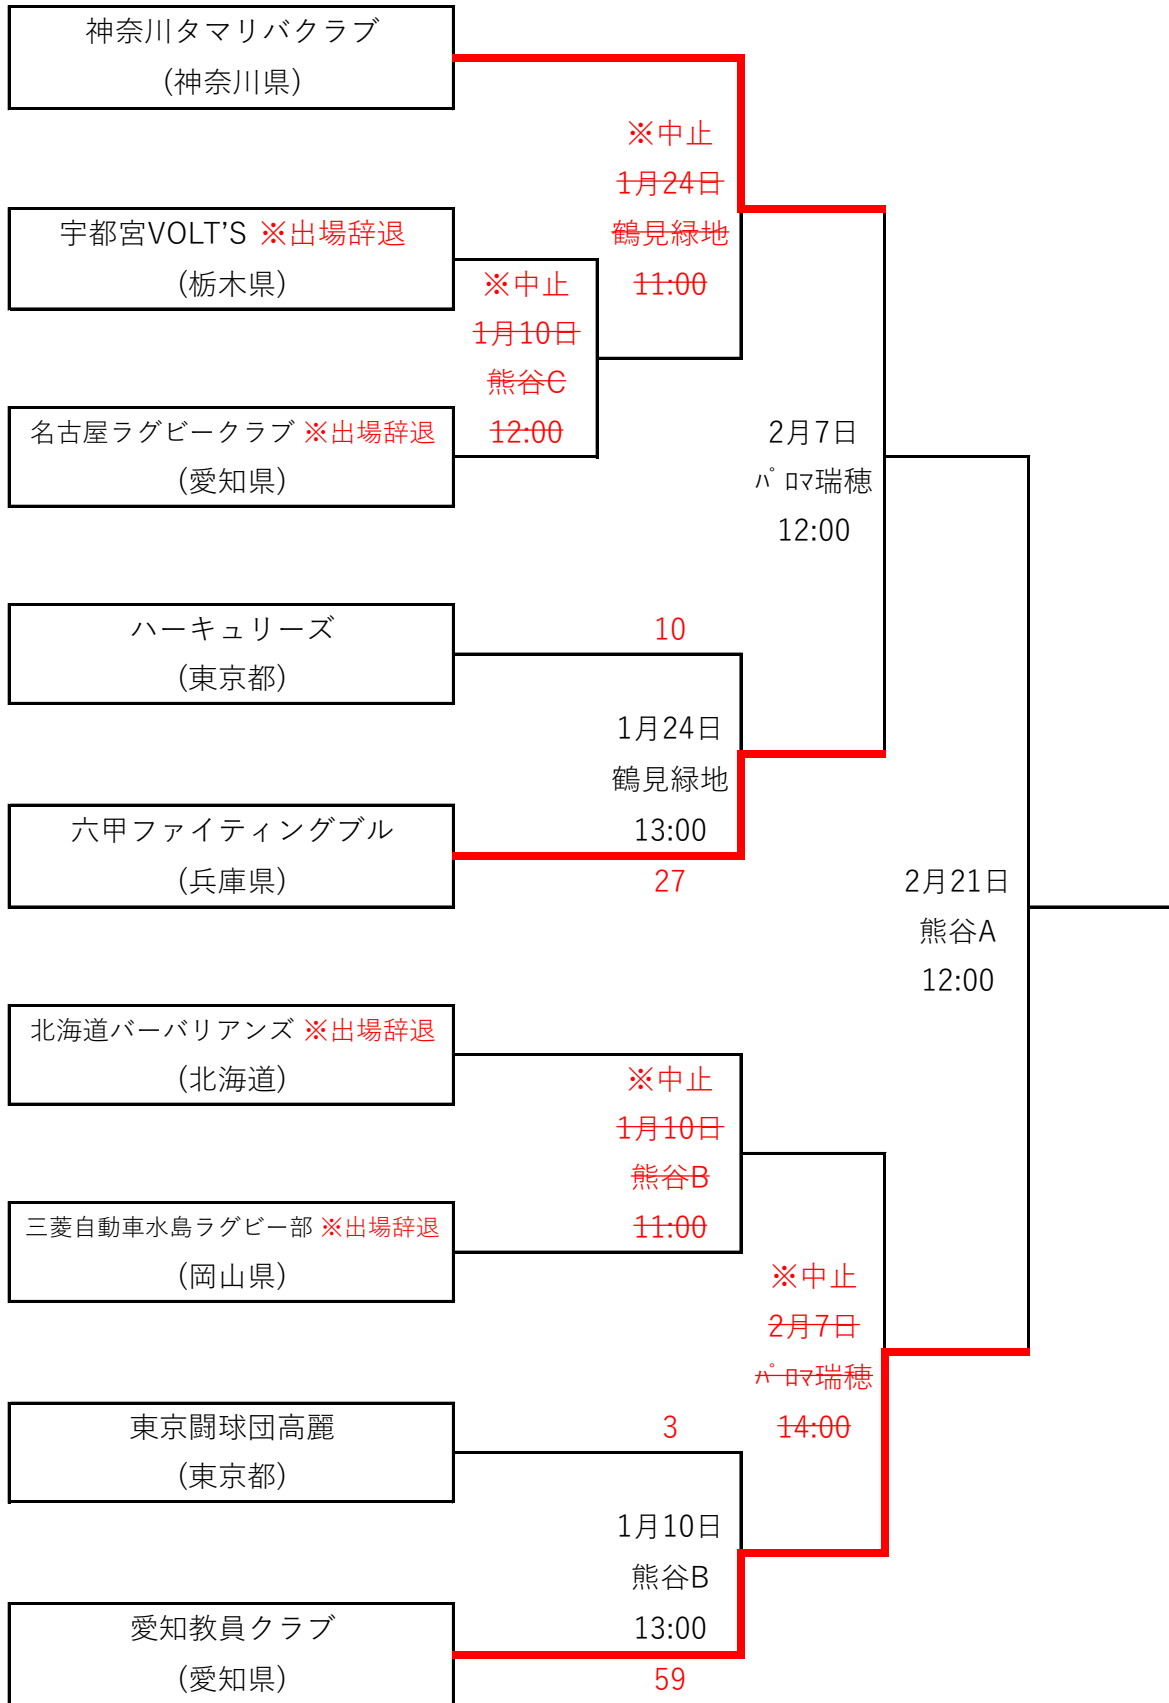 神奈川タマリバクラブ
(神奈川県)
※中止
1月24日
鶴見緑地
11:00
宇都宮VOLT'S ※出場辞退
(栃木県)
※中止
1月10日
熊谷C
12:00
名古屋ラグビークラブ ※出場辞退
(愛知県)
2月7日
ﾊﾟﾛﾏ瑞穂
12:00
ハーキュリーズ
(東京都)
10
1月24日
鶴見緑地
13:00
六甲ファイティングブル
(兵庫県)
27
2月21日
熊谷A
12:00
北海道バーバリアンズ ※出場辞退
(北海道)
※中止
1月10日
熊谷B
11:00
三菱自動車水島ラグビー部 ※出場辞退
(岡山県)
※中止
2月7日
ﾊﾟﾛﾏ瑞穂
14:00
東京闘球団高麗
(東京都)
3
1月10日
熊谷B
13:00
愛知教員クラブ
(愛知県)
59